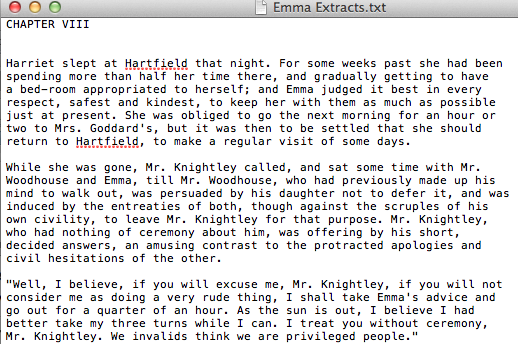 Emma Extracts.txt
CHAPTER VIII
Harriet slept at Hartfield that night. For some weeks past she had been
spending more than half her time there, and gradually getting to have
a bed-room appropriated to herself; and Emma judged it best in every
respect, safest and kindest, to keep her with them as much as possible
just at present. She was obliged to go the next morning for an hour or
two to Mrs. Goddard's, but it was then to be settled that she should
return to Hartfield, to make a regular visit of some days.
While she was gone, Mr. Knightley called, and sat some time with Mr.
Woodhouse and Emma, till Mr. Woodhouse, who had previously made up his
mind to walk out, was persuaded by his daughter not to defer it, and was
induced by the entreaties of both, though against the scruples of his
own civility, to leave Mr. Knightley for that purpose. Mr. Knightley,
who had nothing of ceremony about him, was offering by his short,
decided answers, an amusing contrast to the protracted apologies and
civil hesitations of the other.
"Well, I believe, if you will excuse me, Mr. Knightley, if you will not
consider me as doing a very rude thing, I shall take Emma's advice and
go out for a quarter of an hour. As the sun is out, I believe I had
better take my three turns while I can. I treat you without ceremony,
Mr. Knightley. We invalids think we are privileged people."